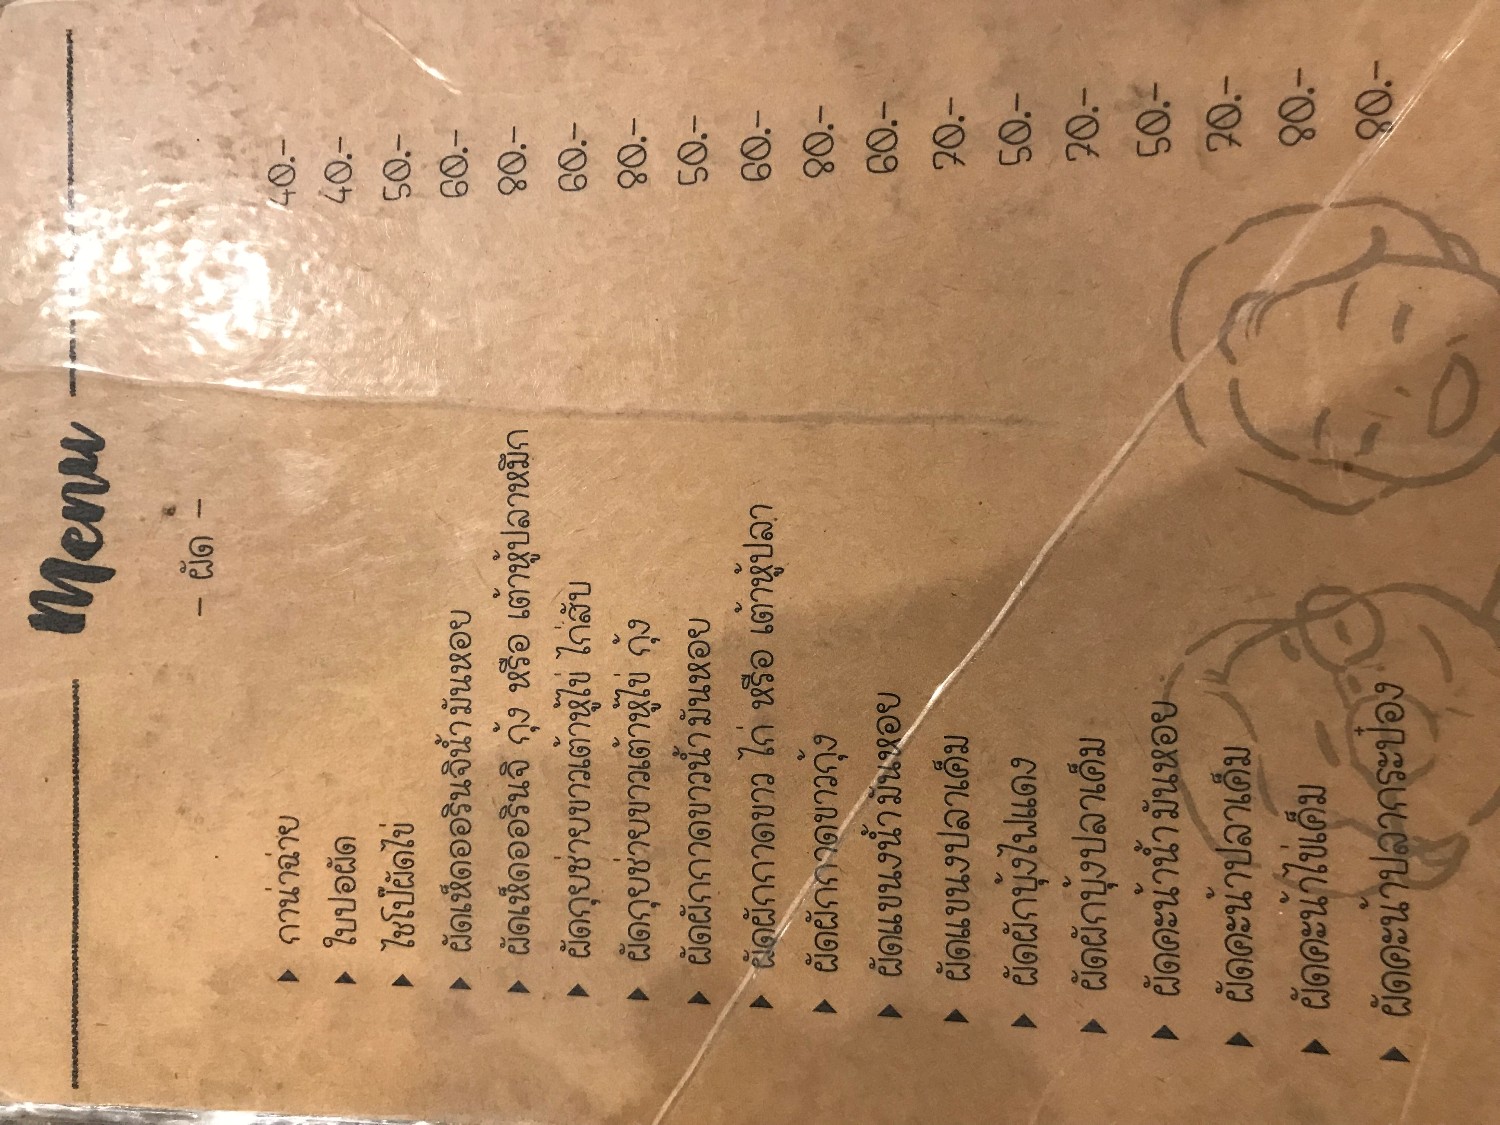 Menu
- ผัด -
กาน่าฉ่าย 40.-
ใบปอผัด 40.-
ไชโป๊ผัดไข่ 50.-
ผัดเห็ดออรินจิน้ำมันหอย 60.-
ผัดเห็ดออรินจิ กุ้ง หรือ เต้าหู้ปลาหมึก 80.-
ผัดกุยช่ายขาวเต้าหู้ไข่ ไก่สับ 60.-
ผัดกุยช่ายขาวเต้าหู้ไข่ กุ้ง 80.-
ผัดผักกาดขาวน้ำมันหอย 50.-
ผัดผักกาดขาว ไก่ หรือ เต้าหู้ปลา 60.-
ผัดผักกาดขาวกุ้ง 80.-
ผัดแขนงน้ำมันหอย 60.-
ผัดแขนงปลาเค็ม 70.-
ผัดผักบุ้งไฟแดง 50.-
ผัดผักบุ้งปลาเค็ม 70.-
ผัดคะน้าน้ำมันหอย 50.-
ผัดคะน้าปลาเค็ม 70.-
ผัดคะน้าไข่เค็ม 80.-
ผัดคะน้าปลากระป๋อง 80.-